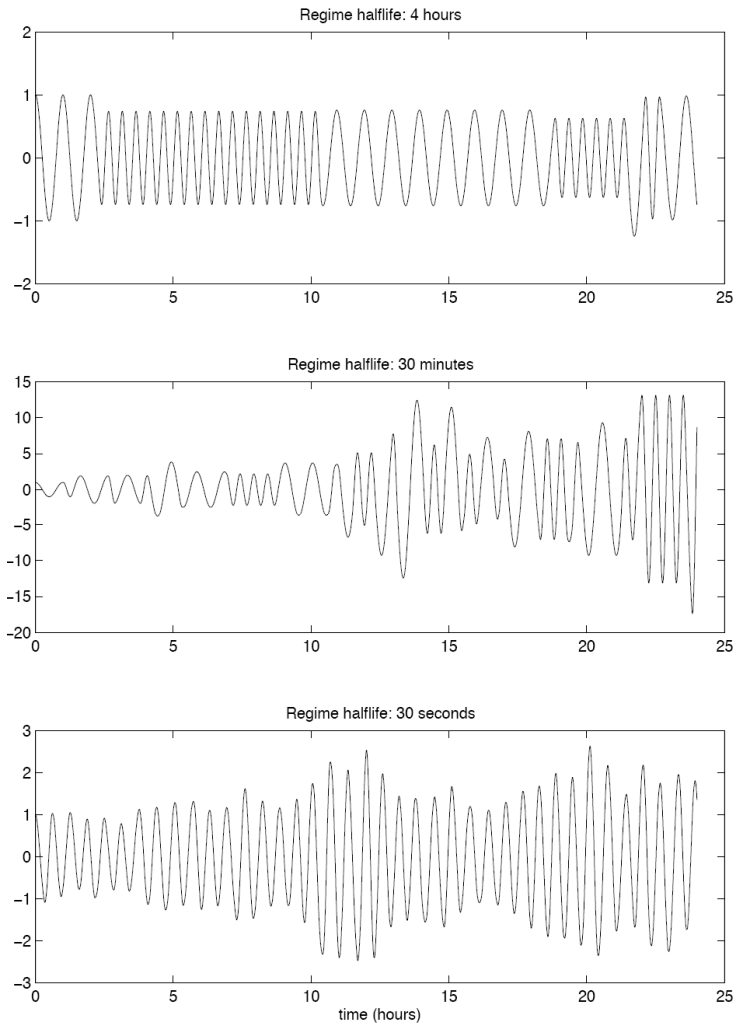 Regime halflife: 4 hours
2
1
0
−1
−2
0 5 10 15 20 25
Regime halflife: 30 minutes
15
10
5
0
−5
−10
−15
−20
0 5 10 15 20 25
Regime halflife: 30 seconds
3
2
1
0
−1
−2
−3
0 5 10 15 20 25
time (hours)